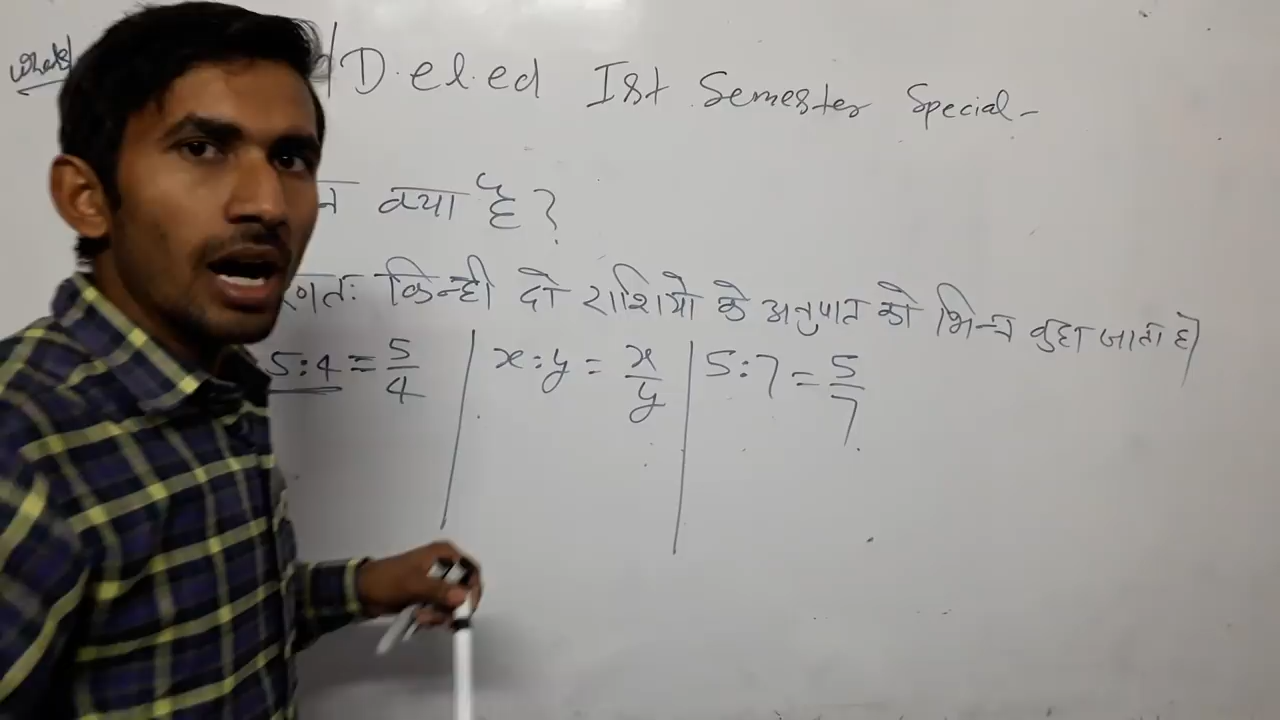 D.el.ed Ist Semester Special-
क्या है?
किन्ही दो राशियो के अनुपात को भिन्न कहा जाता है
5:4 = 5/4 | x:y = x/y | 5:7 = 5/7